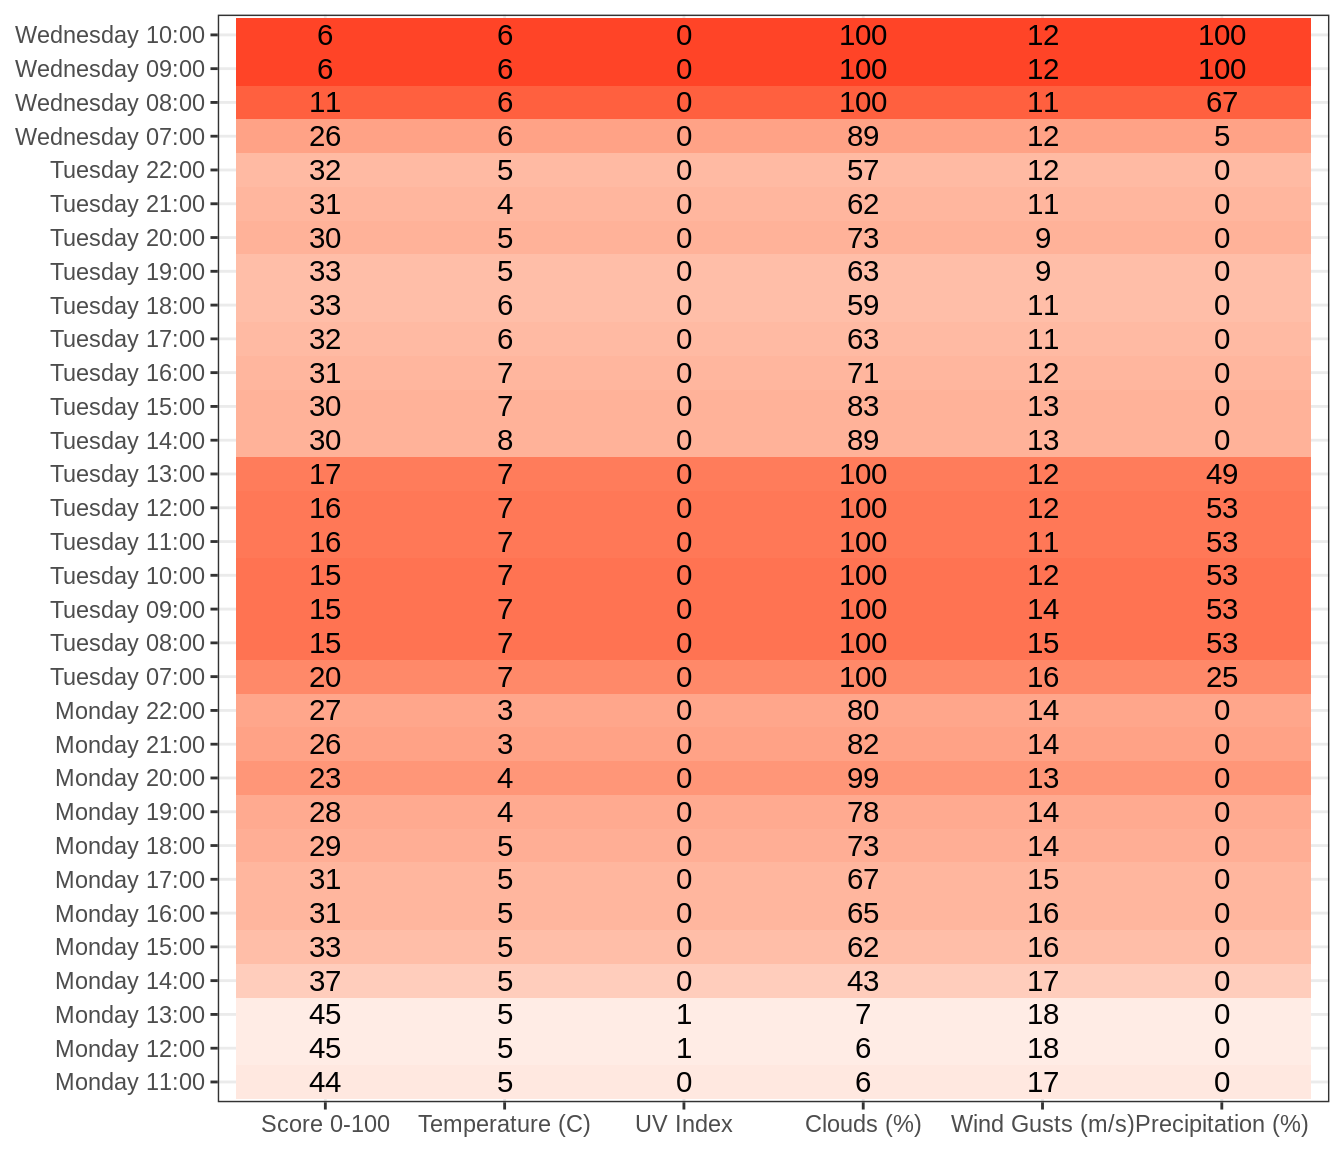 Wednesday 10:00 6 6 0 100 12 100
Wednesday 09:00 6 6 0 100 12 100
Wednesday 08:00 11 6 0 100 11 67
Wednesday 07:00 26 6 0 89 12 5
Tuesday 22:00 32 5 0 57 12 0
Tuesday 21:00 31 4 0 62 11 0
Tuesday 20:00 30 5 0 73 9 0
Tuesday 19:00 33 5 0 63 9 0
Tuesday 18:00 33 6 0 59 11 0
Tuesday 17:00 32 6 0 63 11 0
Tuesday 16:00 31 7 0 71 12 0
Tuesday 15:00 30 7 0 83 13 0
Tuesday 14:00 30 8 0 89 13 0
Tuesday 13:00 17 7 0 100 12 49
Tuesday 12:00 16 7 0 100 12 53
Tuesday 11:00 16 7 0 100 11 53
Tuesday 10:00 15 7 0 100 12 53
Tuesday 09:00 15 7 0 100 14 53
Tuesday 08:00 15 7 0 100 15 53
Tuesday 07:00 20 7 0 100 16 25
Monday 22:00 27 3 0 80 14 0
Monday 21:00 26 3 0 82 14 0
Monday 20:00 23 4 0 99 13 0
Monday 19:00 28 4 0 78 14 0
Monday 18:00 29 5 0 73 14 0
Monday 17:00 31 5 0 67 15 0
Monday 16:00 31 5 0 65 16 0
Monday 15:00 33 5 0 62 16 0
Monday 14:00 37 5 0 43 17 0
Monday 13:00 45 5 1 7 18 0
Monday 12:00 45 5 1 6 18 0
Monday 11:00 44 5 0 6 17 0
Score 0-100 Temperature (C) UV Index Clouds (%) Wind Gusts (m/s) Precipitation (%)